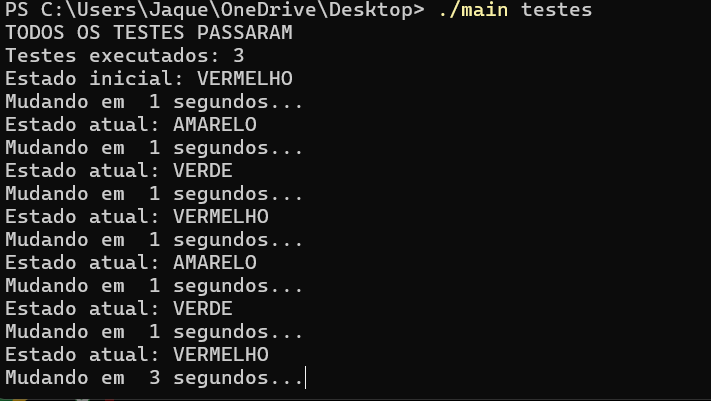 PS C:\Users\Jaque\OneDrive\Desktop> ./main testes
TODOS OS TESTES PASSARAM
Testes executados: 3
Estado inicial: VERMELHO
Mudando em  1 segundos...
Estado atual: AMARELO
Mudando em  1 segundos...
Estado atual: VERDE
Mudando em  1 segundos...
Estado atual: VERMELHO
Mudando em  1 segundos...
Estado atual: AMARELO
Mudando em  1 segundos...
Estado atual: VERDE
Mudando em  1 segundos...
Estado atual: VERMELHO
Mudando em  3 segundos...